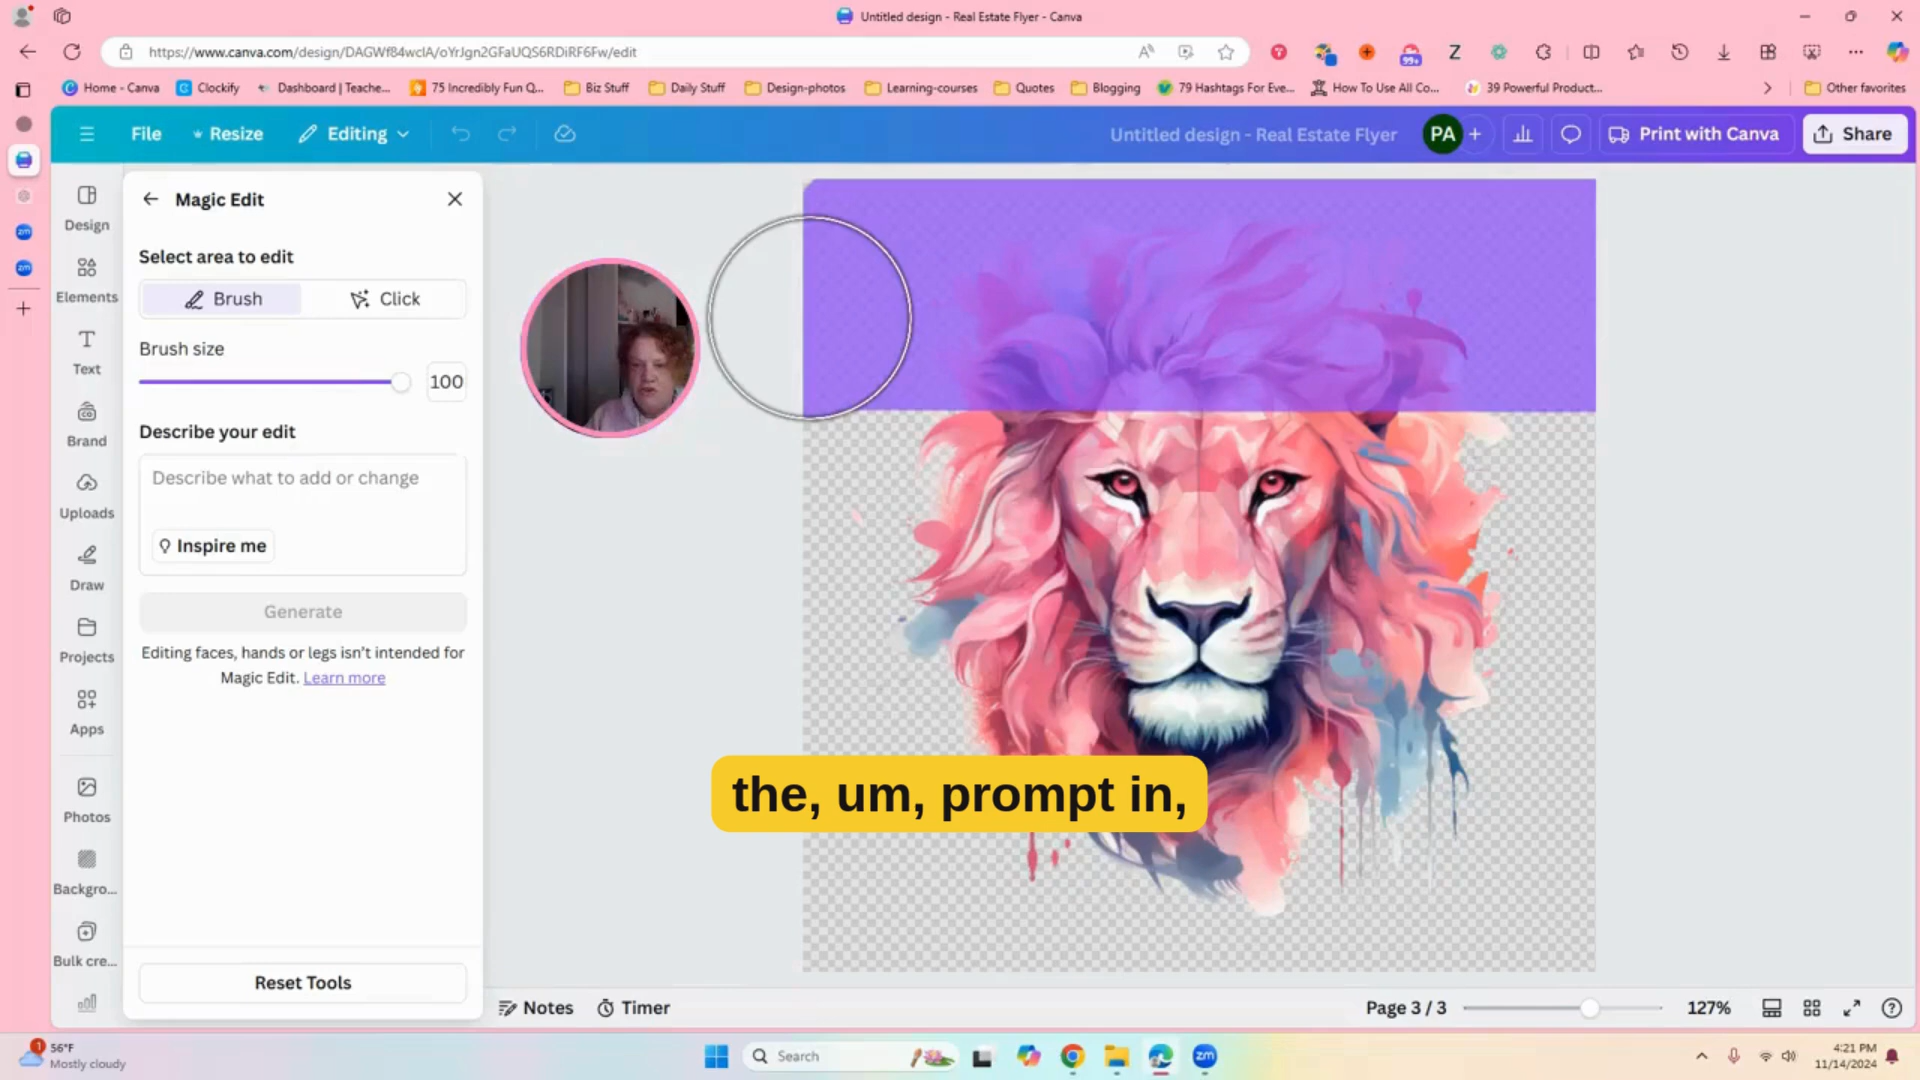 Untitled design - Real Estate Flyer - Canva
https://www.canva.com/design/DAGWf84wclA/oYrJgn2GFaUQS6RDiRF6Fw/edit
99+
Z
Home - Canva
Clockify
Dashboard | Teache...
75 Incredibly Fun Q...
Biz Stuff
Daily Stuff
Design-photos
Learning-courses
Quotes
Blogging
79 Hashtags For Eve...
How To Use All Co...
39 Powerful Product...
Other favorites
File
Resize
Editing
Untitled design - Real Estate Flyer
PA
Print with Canva
Share
zm
zm
Design
Elements
Text
Brand
Uploads
Draw
Projects
Apps
Photos
Backgro...
Bulk cre...
Magic Edit
Select area to edit
Brush
Click
Brush size
100
Describe your edit
Describe what to add or change
Inspire me
Generate
Editing faces, hands or legs isn't intended for
Magic Edit. Learn more
Reset Tools
the, um, prompt in,
Notes
Timer
Page 3 / 3
127%
1
56°F
Mostly cloudy
Search
zm
4:21 PM
11/14/2024